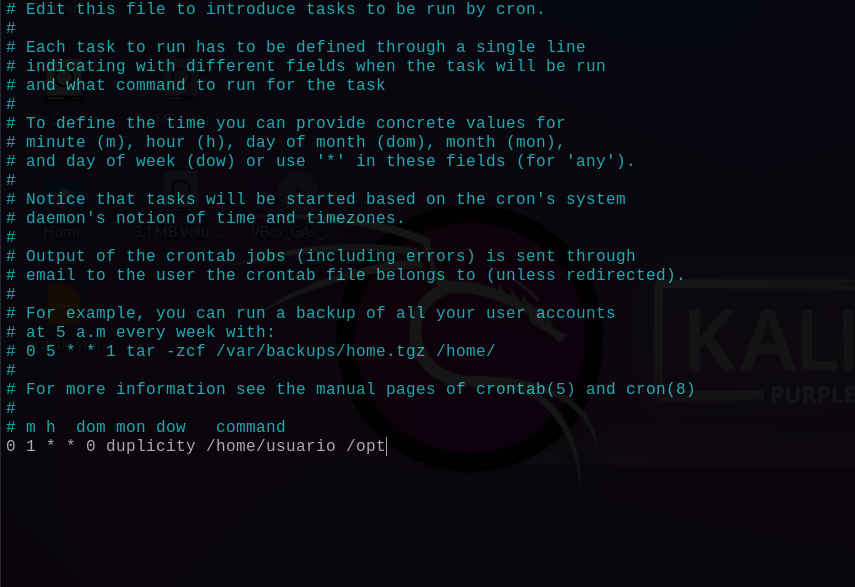 # Edit this file to introduce tasks to be run by cron.
#
# Each task to run has to be defined through a single line
# indicating with different fields when the task will be run
# and what command to run for the task
#
# To define the time you can provide concrete values for
# minute (m), hour (h), day of month (dom), month (mon),
# and day of week (dow) or use '*' in these fields (for 'any').
#
# Notice that tasks will be started based on the cron's system
# daemon's notion of time and timezones.
#
Home 3.1 MB Volu... VBox_GAs_...
# Output of the crontab jobs (including errors) is sent through
# email to the user the crontab file belongs to (unless redirected).
#
# For example, you can run a backup of all your user accounts
# at 5 a.m every week with:
# 0 5 * * 1 tar -zcf /var/backups/home.tgz /home/
#
# For more information see the manual pages of crontab(5) and cron(8)
#
# m h  dom mon dow   command
0 1 * * 0 duplicity /home/usuario /opt
KALI
PURPLE